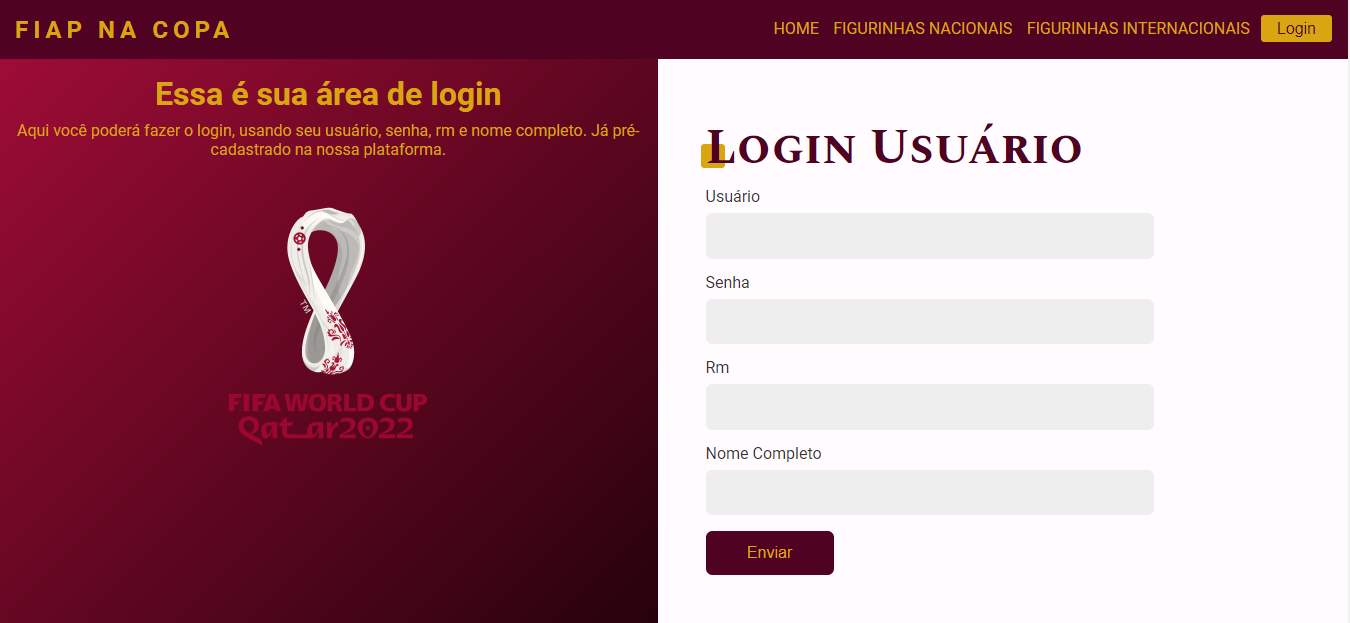 FIAP NA COPA
HOME FIGURINHAS NACIONAIS FIGURINHAS INTERNACIONAIS Login
Essa é sua área de login
Aqui você poderá fazer o login, usando seu usuário, senha, rm e nome completo. Já pré-
cadastrado na nossa plataforma.
TM
FIFA WORLD CUP
Qatar2022
Login Usuário
Usuário
Senha
Rm
Nome Completo
Enviar